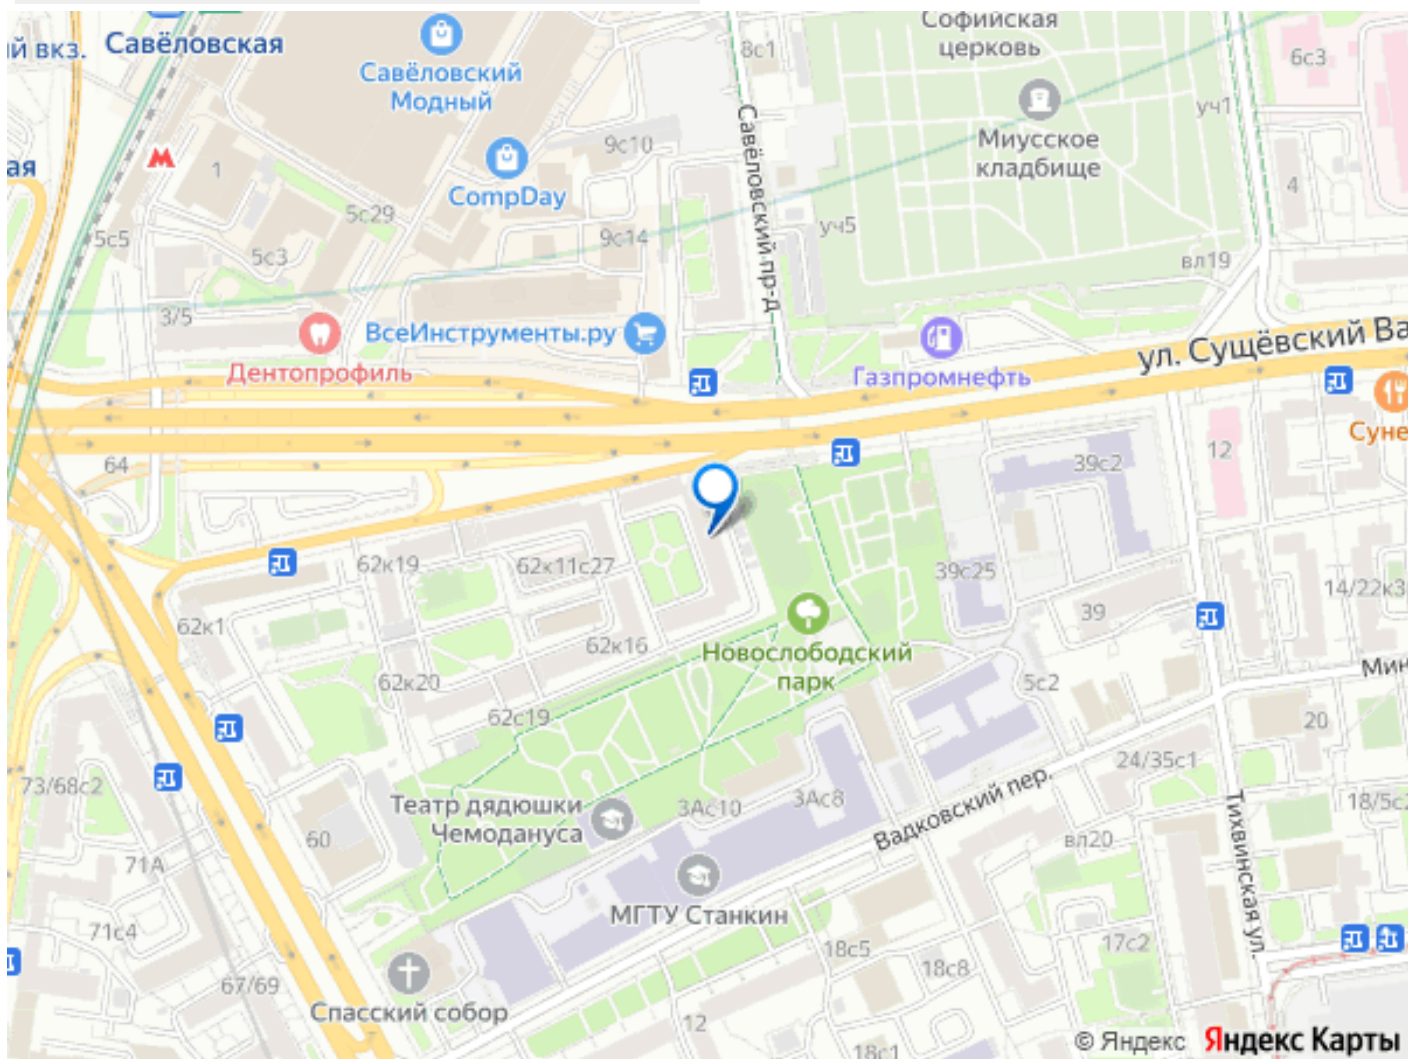 Софийская
церковь
й вкз.
Савёловская
8с1
6с3
Савёловский
Модный
уч1
9с10
Миусское
кладбище
ая
1
CompDay
4
5с29
Савёловский пр-д
5с5
5с3
9с14
уч5
вл19
3/5
ВсеИнструменты.ру
ул. Сущёвский Ва
Дентопрофиль
Газпромнефть
Суне
64
12
39с2
62к19
62к11с27
39с25
14/22к3
62к1
39
62к16
Новослободский
парк
Мин
62к20
5с2
62с19
20
24/35с1
73/68с2
Театр дядюшки
Чемодануса
3Ас10
3Ас8
Вадковский пер.
Тихвинская ул.
18/5с2
60
вл20
71А
МГТУ Станкин
71с4
18с5
17с2
18с8
67/69
Спасский собор
12
18с1
© Яндекс Яндекс Карты